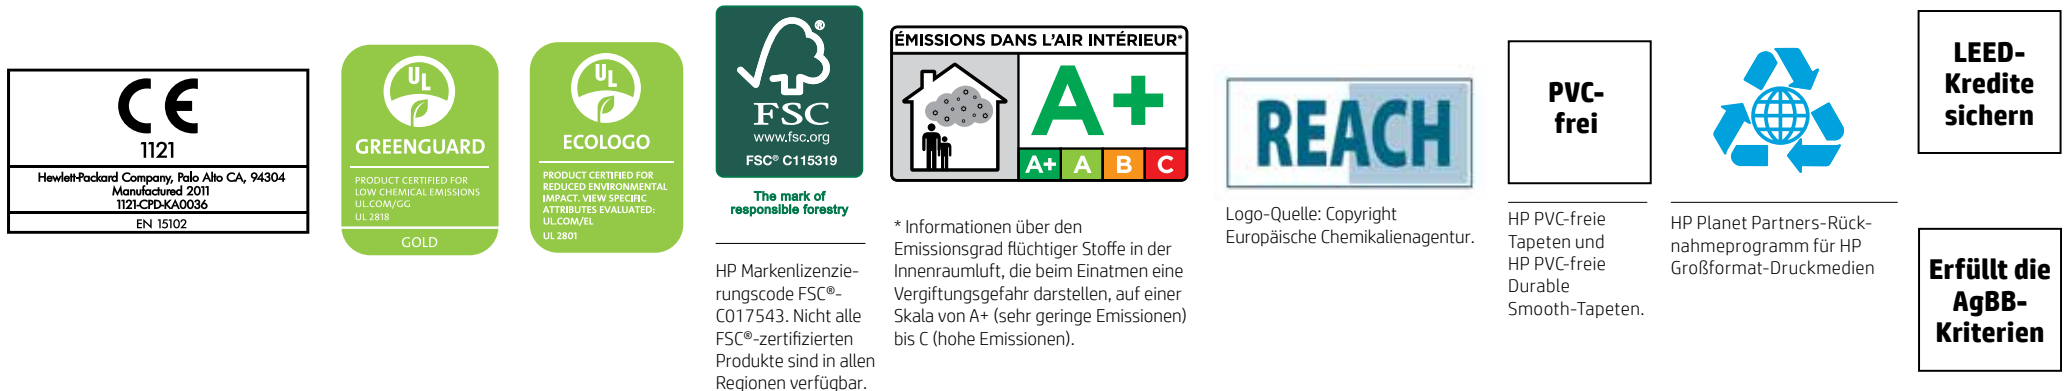 CE
1121
Hewlett-Packard Company, Palo Alto CA, 94304
Manufactured 2011
1121-CPD-KA0036
EN 15102
UL
GREENGUARD
PRODUCT CERTIFIED FOR
LOW CHEMICAL EMISSIONS
UL.COM/GG
UL 2818
GOLD
UL
ECOLOGO
PRODUCT CERTIFIED FOR
REDUCED ENVIRONMENTAL
IMPACT. VIEW SPECIFIC
ATTRIBUTES EVALUATED:
UL.COM/EL
UL 2801
®
FSC
www.fsc.org
FSC® C115319
The mark of
responsible forestry
HP Markenlizenzie-
rungscode FSC®-
C017543. Nicht alle
FSC®-zertifizierten
Produkte sind in allen
Regionen verfügbar.
ÉMISSIONS DANS L'AIR INTÉRIEUR*
A+
A+ A B C
* Informationen über den
Emissionsgrad flüchtiger Stoffe in der
Innenraumluft, die beim Einatmen eine
Vergiftungsgefahr darstellen, auf einer
Skala von A+ (sehr geringe Emissionen)
bis C (hohe Emissionen).
REACH
Logo-Quelle: Copyright
Europäische Chemikalienagentur.
PVC-
frei
HP PVC-freie
Tapeten und
HP PVC-freie
Durable
Smooth-Tapeten.
HP Planet Partners-Rück-
nahmeprogramm für HP
Großformat-Druckmedien
LEED-
Kredite
sichern
Erfüllt die
AgBB-
Kriterien